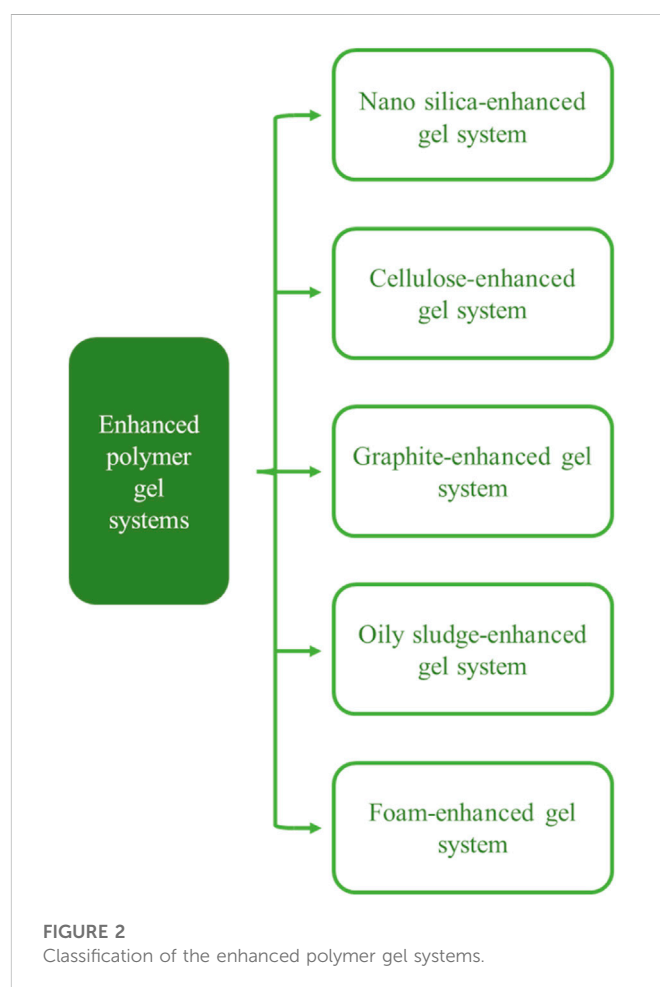 Nano silica-enhanced
gel system
Cellulose-enhanced
gel system
Enhanced
polymer
gel
systems
Graphite-enhanced gel
system
Oily sludge-enhanced
gel system
Foam-enhanced gel
system
FIGURE 2
Classification of the enhanced polymer gel systems.